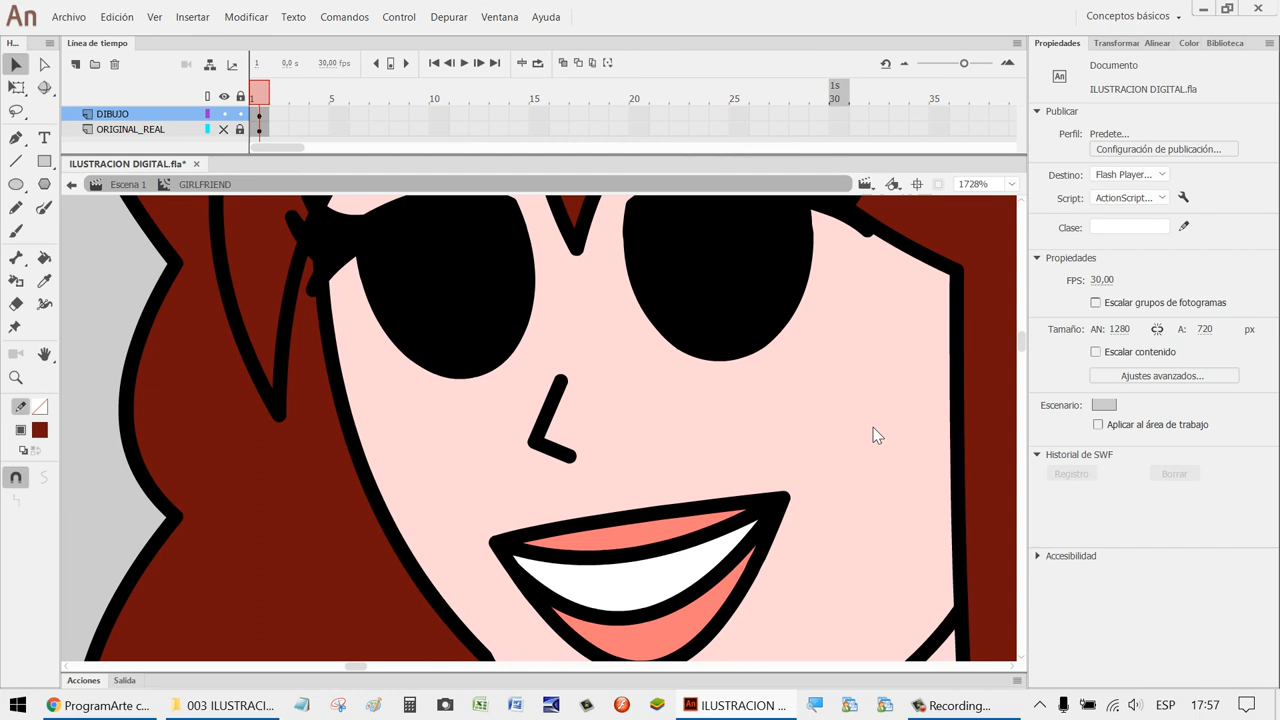 An Archivo Edición Ver Insertar Modificar Texto Comandos Control Depurar Ventana Ayuda Conceptos básicos
H... Línea de tiempo Propiedades Transformar Alinear Color Biblioteca
1 0,0 s 30,00 fps
Documento
An ILUSTRACION DIGITAL.fla
1s
1 5 10 15 20 25 30 35
DIBUJO
ORIGINAL_REAL
Publicar
Perfil: Predete...
Configuración de publicación...
ILUSTRACION DIGITAL.fla*
Escena 1 GIRLFRIEND 1728%
Destino: Flash Player...
Script: ActionScript...
Clase:
Propiedades
FPS: 30,00
Escalar grupos de fotogramas
Tamaño: AN: 1280 A: 720 px
Escalar contenido
Ajustes avanzados...
Escenario:
Aplicar al área de trabajo
Historial de SWF
Registro Borrar
Accesibilidad
Acciones Salida
ProgramArte c... 003 ILUSTRACI... An ILUSTRACION ... Recording... ESP 17:57